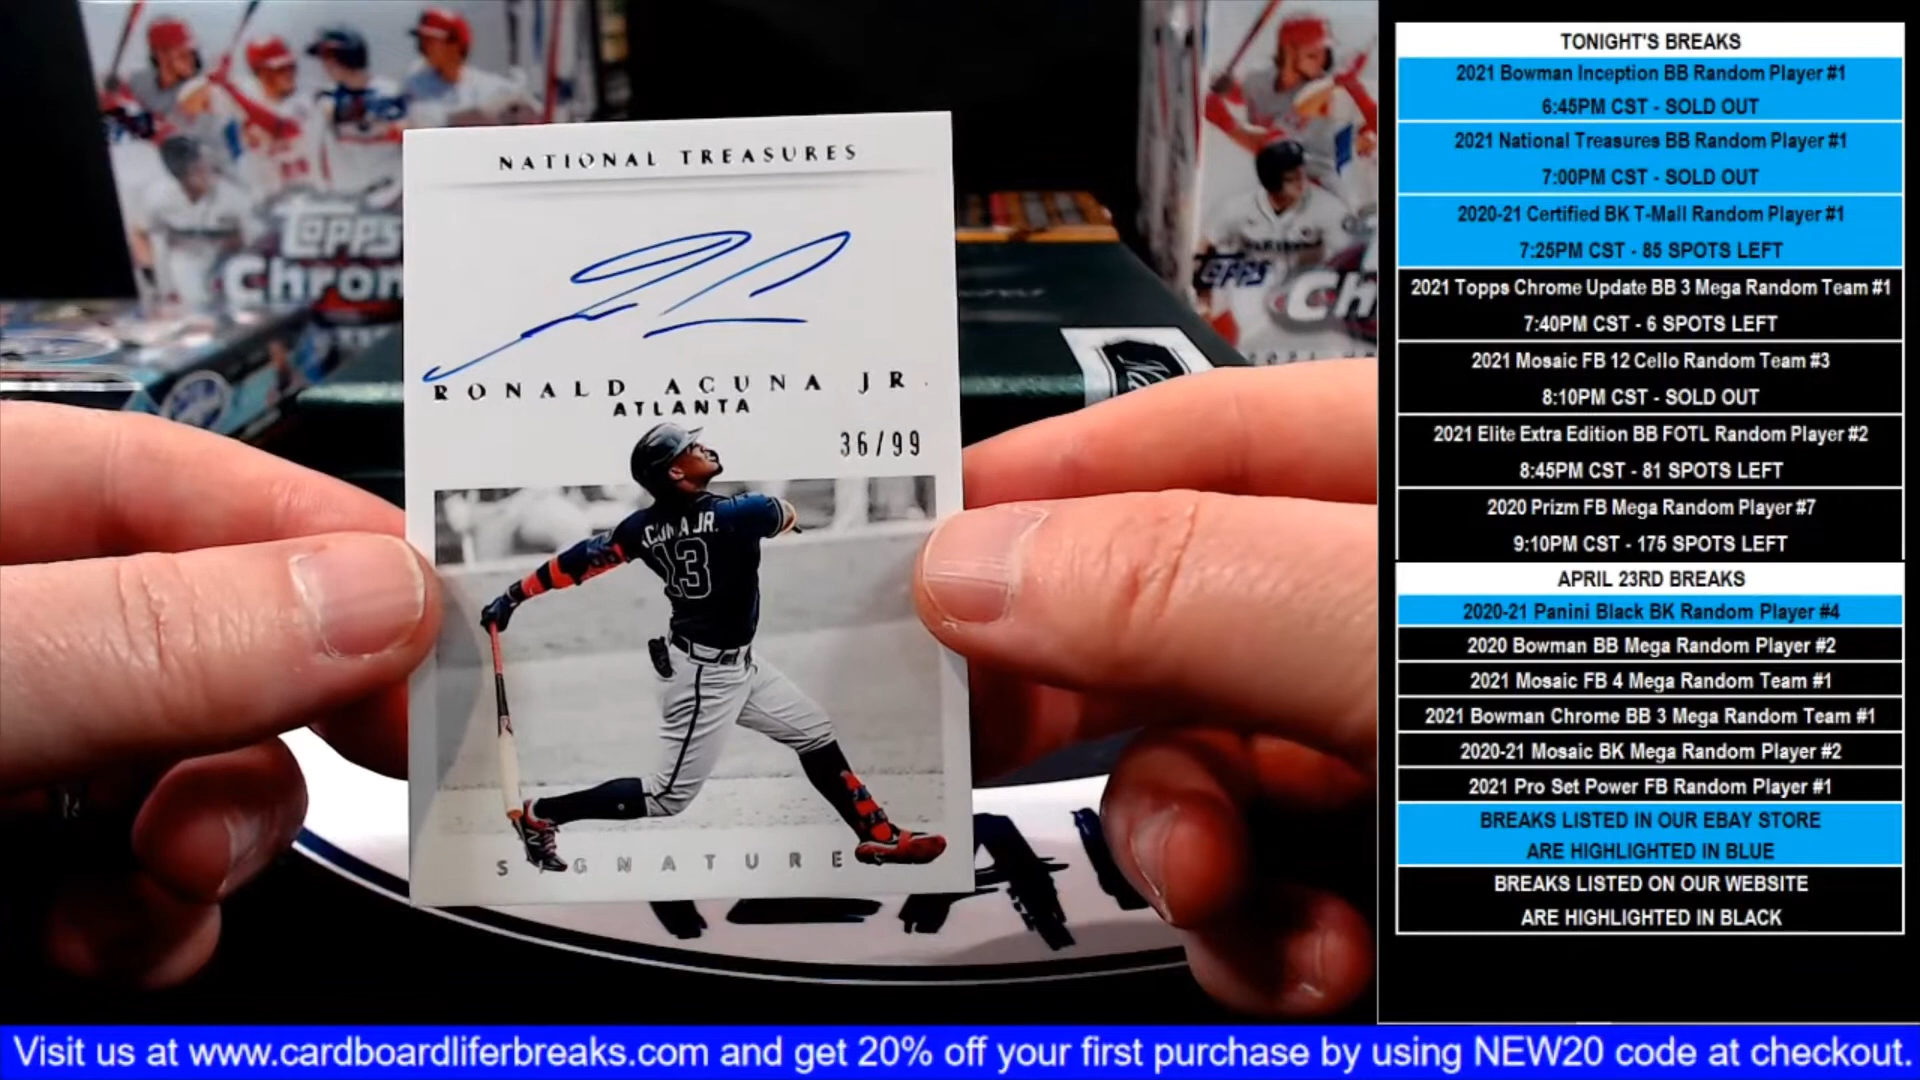 Topps
Chrom
NATIONAL TREASURES
RONALD ACUNA JR.
ATLANTA
36/99
ACUNA JR.
13
SIGNATURES
TOPPS
Ch
TONIGHT'S BREAKS
2021 Bowman Inception BB Random Player #1
6:45PM CST - SOLD OUT
2021 National Treasures BB Random Player #1
7:00PM CST - SOLD OUT
2020-21 Certified BK T-Mall Random Player #1
7:25PM CST - 85 SPOTS LEFT
2021 Topps Chrome Update BB 3 Mega Random Team #1
7:40PM CST - 6 SPOTS LEFT
2021 Mosaic FB 12 Cello Random Team #3
8:10PM CST - SOLD OUT
2021 Elite Extra Edition BB FOTL Random Player #2
8:45PM CST - 81 SPOTS LEFT
2020 Prizm FB Mega Random Player #7
9:10PM CST - 175 SPOTS LEFT
APRIL 23RD BREAKS
2020-21 Panini Black BK Random Player #4
2020 Bowman BB Mega Random Player #2
2021 Mosaic FB 4 Mega Random Team #1
2021 Bowman Chrome BB 3 Mega Random Team #1
2020-21 Mosaic BK Mega Random Player #2
2021 Pro Set Power FB Random Player #1
BREAKS LISTED IN OUR EBAY STORE
ARE HIGHLIGHTED IN BLUE
BREAKS LISTED ON OUR WEBSITE
ARE HIGHLIGHTED IN BLACK
Visit us at www.cardboardliferbreaks.com and get 20% off your first purchase by using NEW20 code at checkout.